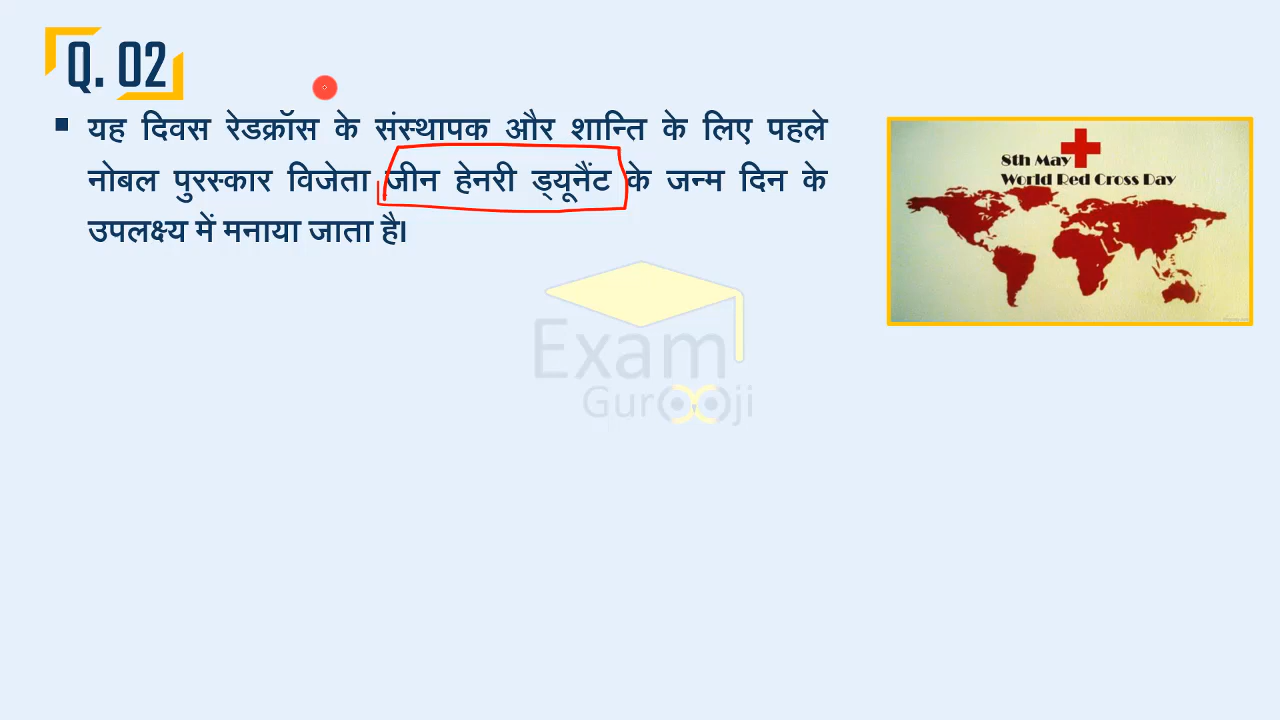 Q. 02
यह दिवस रेडक्रॉस के संस्थापक और शान्ति के लिए पहले
नोबल पुरस्कार विजेता जीन हेनरी ड्यूनैंट के जन्म दिन के
उपलक्ष्य में मनाया जाता है।
8th May
World Red Cross Day
Exam
Gurooji